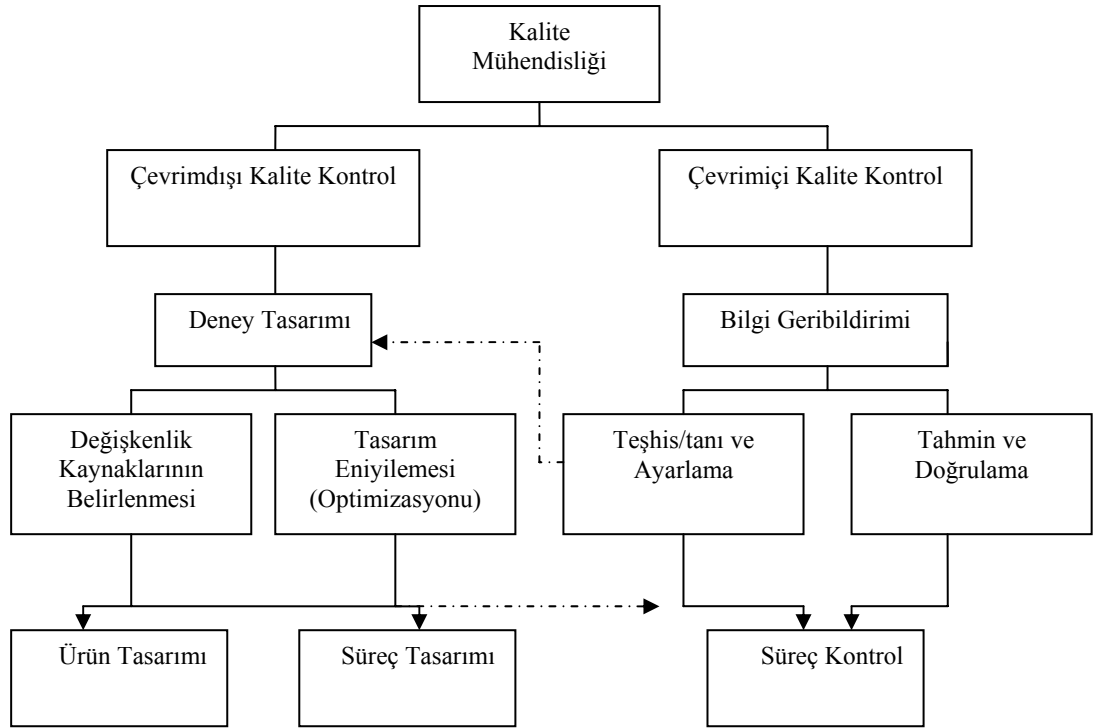 Kalite
Mühendisliği
Çevrimdışı Kalite Kontrol
Çevrimiçi Kalite Kontrol
Deney Tasarımı
Bilgi Geribildirimi
Değişkenlik
Kaynaklarının
Belirlenmesi
Tasarım
Eniyilemesi
(Optimizasyonu)
Teşhis/tanı ve
Ayarlama
Tahmin ve
Doğrulama
Ürün Tasarımı
Süreç Tasarımı
Süreç Kontrol